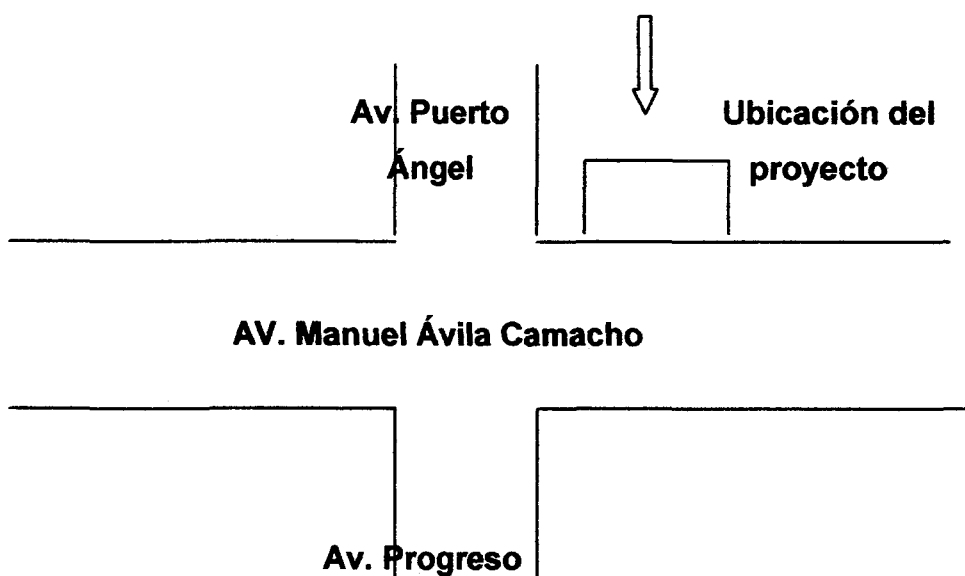 Av. Puerto
Ángel
Ubicación del
proyecto
AV. Manuel Ávila Camacho
Av. Progreso